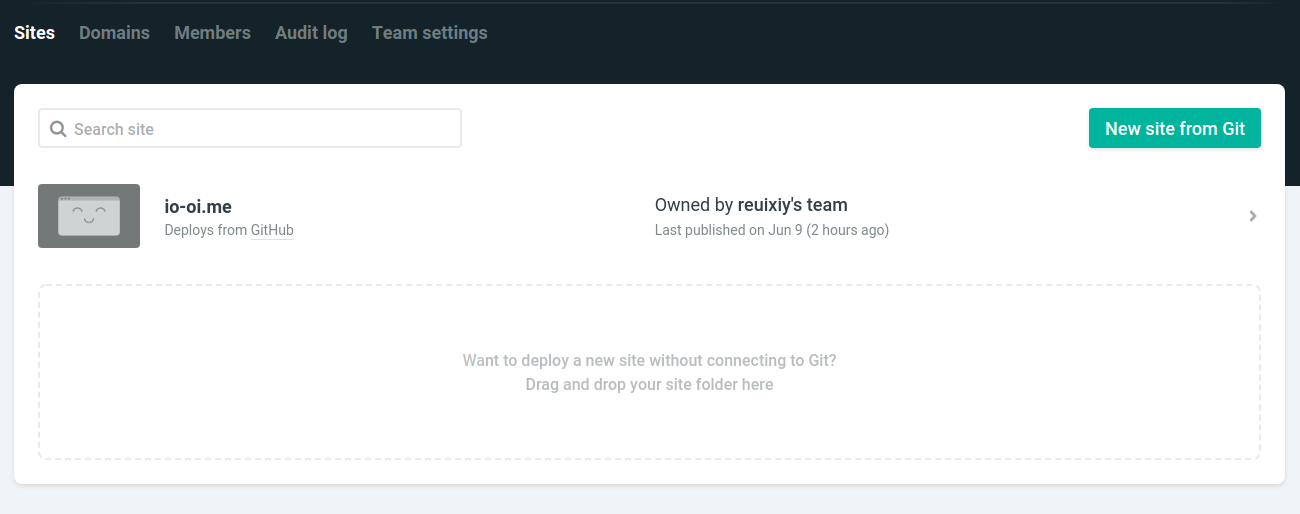 Sites Domains Members Audit log Team settings
Search site
New site from Git
io-oi.me
Deploys from GitHub
Owned by reuixiy's team
Last published on Jun 9 (2 hours ago)
Want to deploy a new site without connecting to Git?
Drag and drop your site folder here